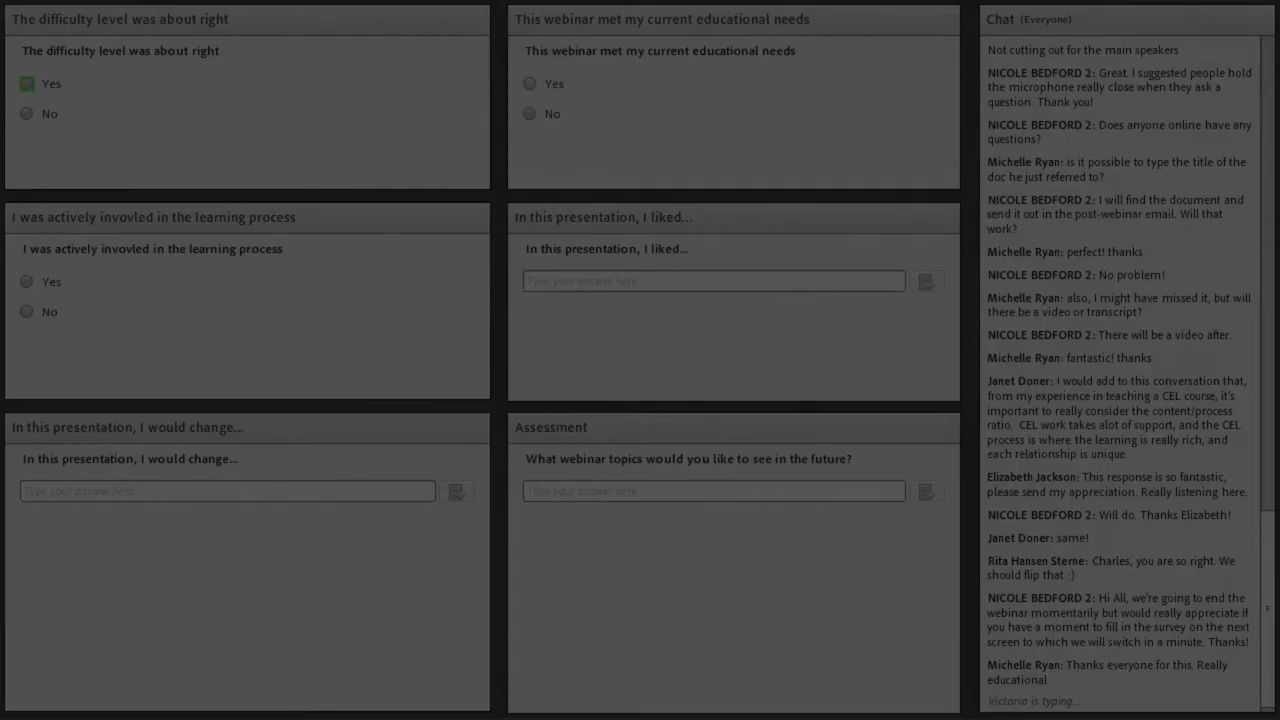 The difficulty level was about right
The difficulty level was about right
Yes
No
This webinar met my current educational needs
This webinar met my current educational needs
Yes
No
I was actively invovled in the learning process
I was actively invovled in the learning process
Yes
No
In this presentation, I liked...
In this presentation, I liked...
Type your answer here...
In this presentation, I would change...
In this presentation, I would change...
Type your answer here...
Assessment
What webinar topics would you like to see in the future?
Type your answer here...
Chat (Everyone)
Not cutting out for the main speakers
NICOLE BEDFORD 2: Great. I suggested people hold
the microphone really close when they ask a
question. Thank you!
NICOLE BEDFORD 2: Does anyone online have any
questions?
Michelle Ryan: is it possible to type the title of the
doc he just referred to?
NICOLE BEDFORD 2: I will find the document and
send it out in the post-webinar email. Will that
work?
Michelle Ryan: perfect! thanks
NICOLE BEDFORD 2: No problem!
Michelle Ryan: also, I might have missed it, but will
there be a video or transcript?
NICOLE BEDFORD 2: There will be a video after.
Michelle Ryan: fantastic! thanks
Janet Doner: I would add to this conversation that,
from my experience in teaching a CEL course, it's
important to really consider the content/process
ratio. CEL work takes alot of support, and the CEL
process is where the learning is really rich, and
each relationship is unique.
Elizabeth Jackson: This response is so fantastic,
please send my appreciation. Really listening here.
NICOLE BEDFORD 2: Will do. Thanks Elizabeth!
Janet Doner: same!
Rita Hansen Sterne: Charles, you are so right. We
should flip that :)
NICOLE BEDFORD 2: Hi All, we're going to end the
webinar momentarily but would really appreciate if
you have a moment to fill in the survey on the next
screen to which we will switch in a minute. Thanks!
Michelle Ryan: Thanks everyone for this. Really
educational
Victoria is typing...